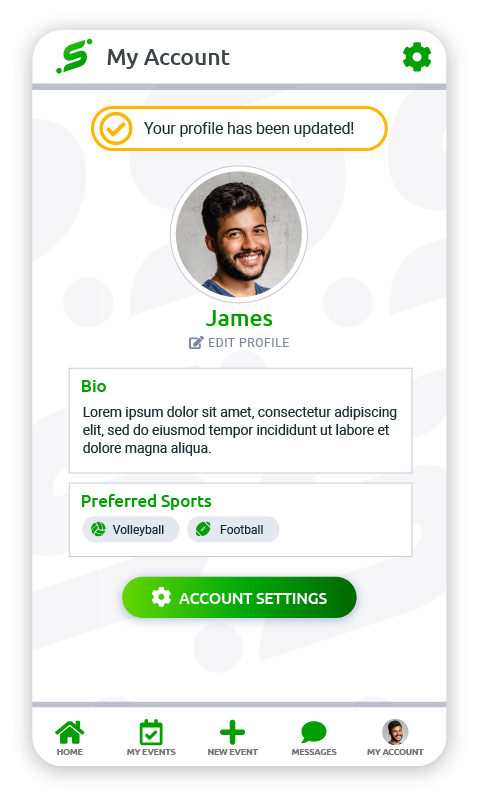 My Account
Your profile has been updated!
James
EDIT PROFILE
Bio
Lorem ipsum dolor sit amet, consectetur adipiscing
elit, sed do eiusmod tempor incididunt ut labore et
dolore magna aliqua.
Preferred Sports
Volleyball Football
ACCOUNT SETTINGS
HOME MY EVENTS NEW EVENT MESSAGES MY ACCOUNT